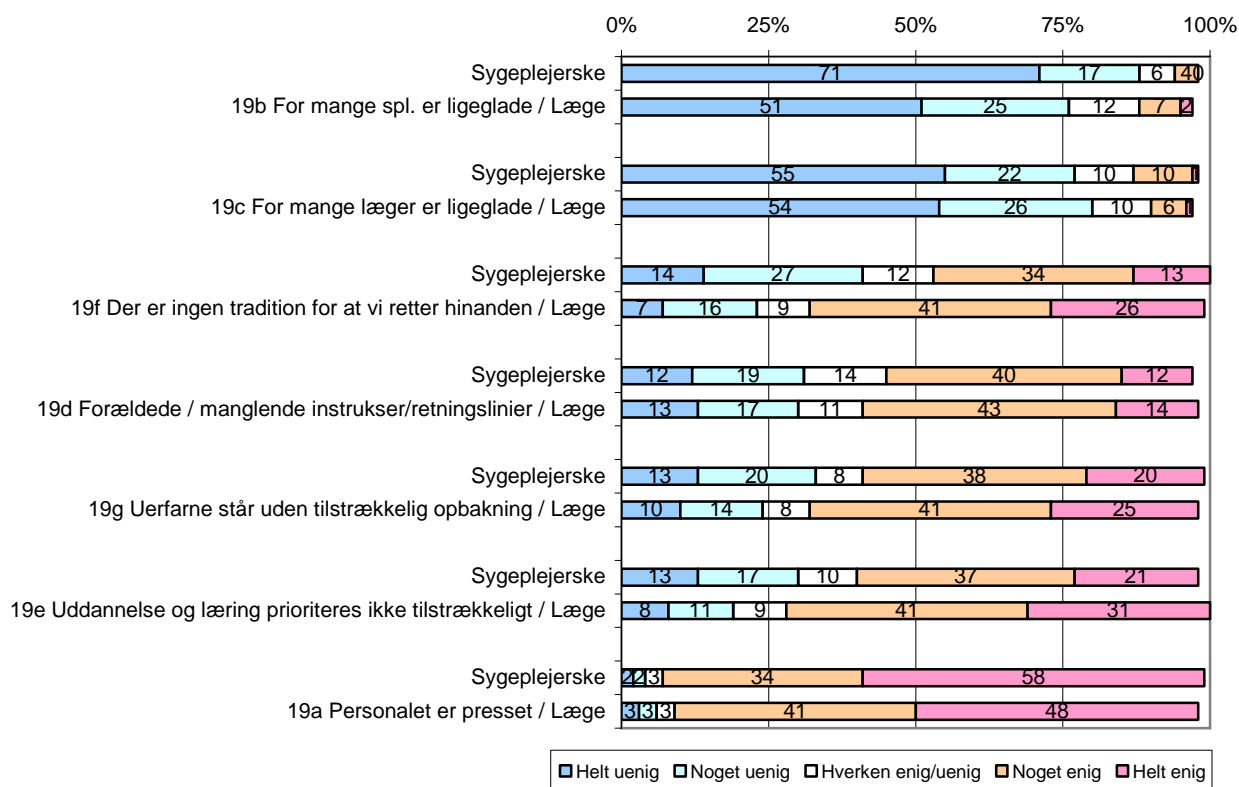 0% 25% 50% 75% 100%
Sygeplejerske 71 17 6 4 0
19b For mange spl. er ligeglade / Læge 51 25 12 7 2
Sygeplejerske 55 22 10 10 1
19c For mange læger er ligeglade / Læge 54 26 10 6 1
Sygeplejerske 14 27 12 34 13
19f Der er ingen tradition for at vi retter hinanden / Læge 7 16 9 41 26
Sygeplejerske 12 19 14 40 12
19d Forældede / manglende instrukser/retningslinier / Læge 13 17 11 43 14
Sygeplejerske 13 20 8 38 20
19g Uerfarne står uden tilstrækkelig opbakning / Læge 10 14 8 41 25
Sygeplejerske 13 17 10 37 21
19e Uddannelse og læring prioriteres ikke tilstrækkeligt / Læge 8 11 9 41 31
Sygeplejerske 2 2 3 34 58
19a Personalet er presset / Læge 3 3 3 41 48
Helt uenig Noget uenig Hverken enig/uenig Noget enig Helt enig